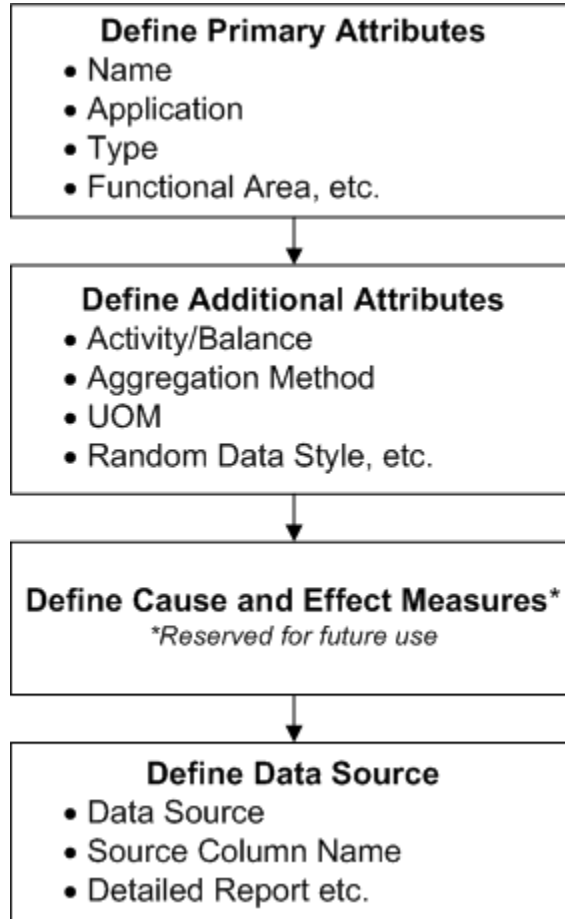 Define Primary Attributes
• Name
• Application
• Type
• Functional Area, etc.
Define Additional Attributes
• Activity/Balance
• Aggregation Method
• UOM
• Random Data Style, etc.
Define Cause and Effect Measures*
*Reserved for future use
Define Data Source
• Data Source
• Source Column Name
• Detailed Report etc.